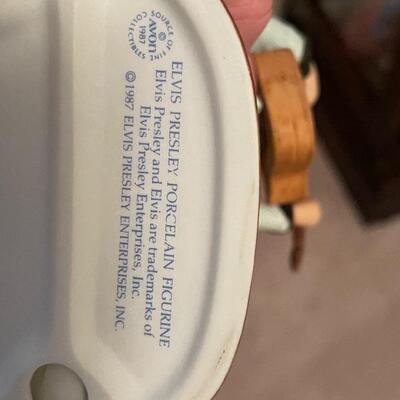 SOURCE OF FINE COLLECTIBLES
AVON
©
1987
ELVIS PRESLEY PORCELAIN FIGURINE
Elvis Presley and Elvis are trademarks of
Elvis Presley Enterprises, Inc.
©1987 ELVIS PRESLEY ENTERPRISES, INC.